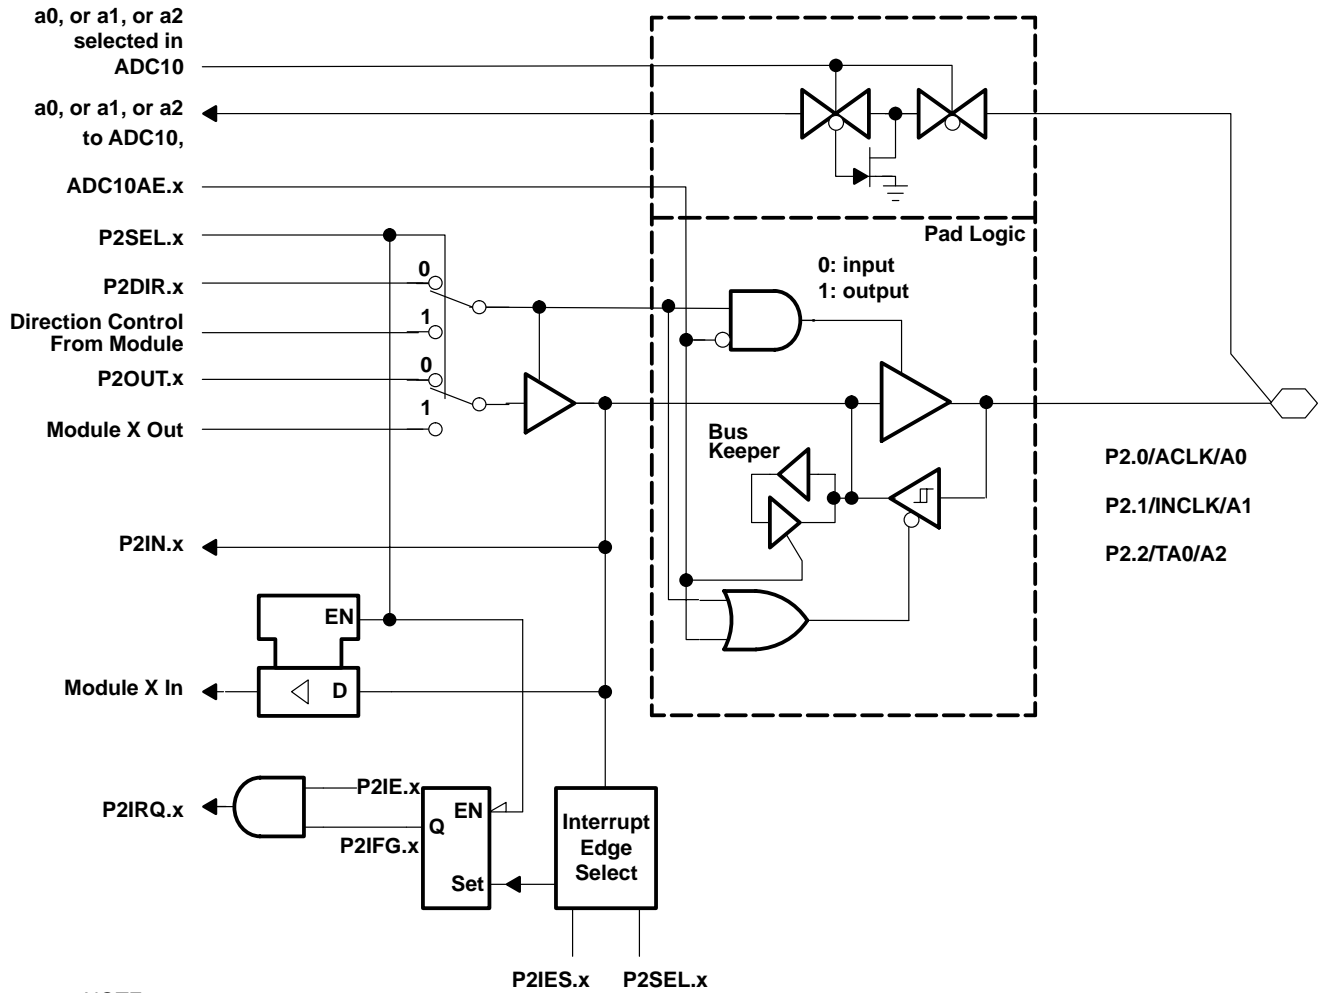 a0, or a1, or a2
selected in
ADC10
a0, or a1, or a2
to ADC10,
ADC10AE.x
P2SEL.x
Pad Logic
0: input
1: output
0
P2DIR.x
1
Direction Control
From Module
0
P2OUT.x
1
Module X Out
Bus
Keeper
P2.0/ACLK/A0
P2.1/INCLK/A1
P2.2/TA0/A2
P2IN.x
EN
Module X In
D
P2IE.x
P2IRQ.x
EN
Q
P2IFG.x
Set
Interrupt
Edge
Select
P2IES.x
P2SEL.x